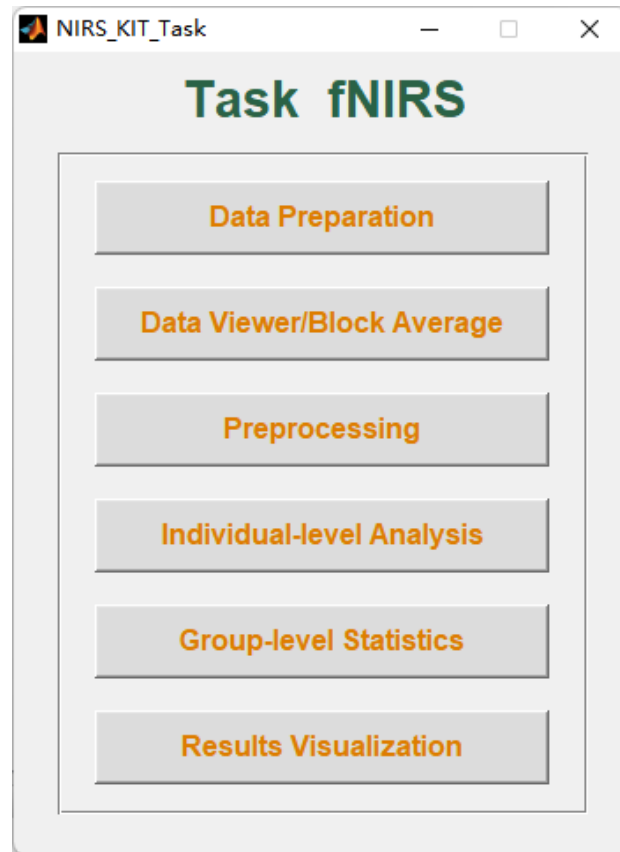 NIRS_KIT_Task
Task fNIRS
Data Preparation
Data Viewer/Block Average
Preprocessing
Individual-level Analysis
Group-level Statistics
Results Visualization